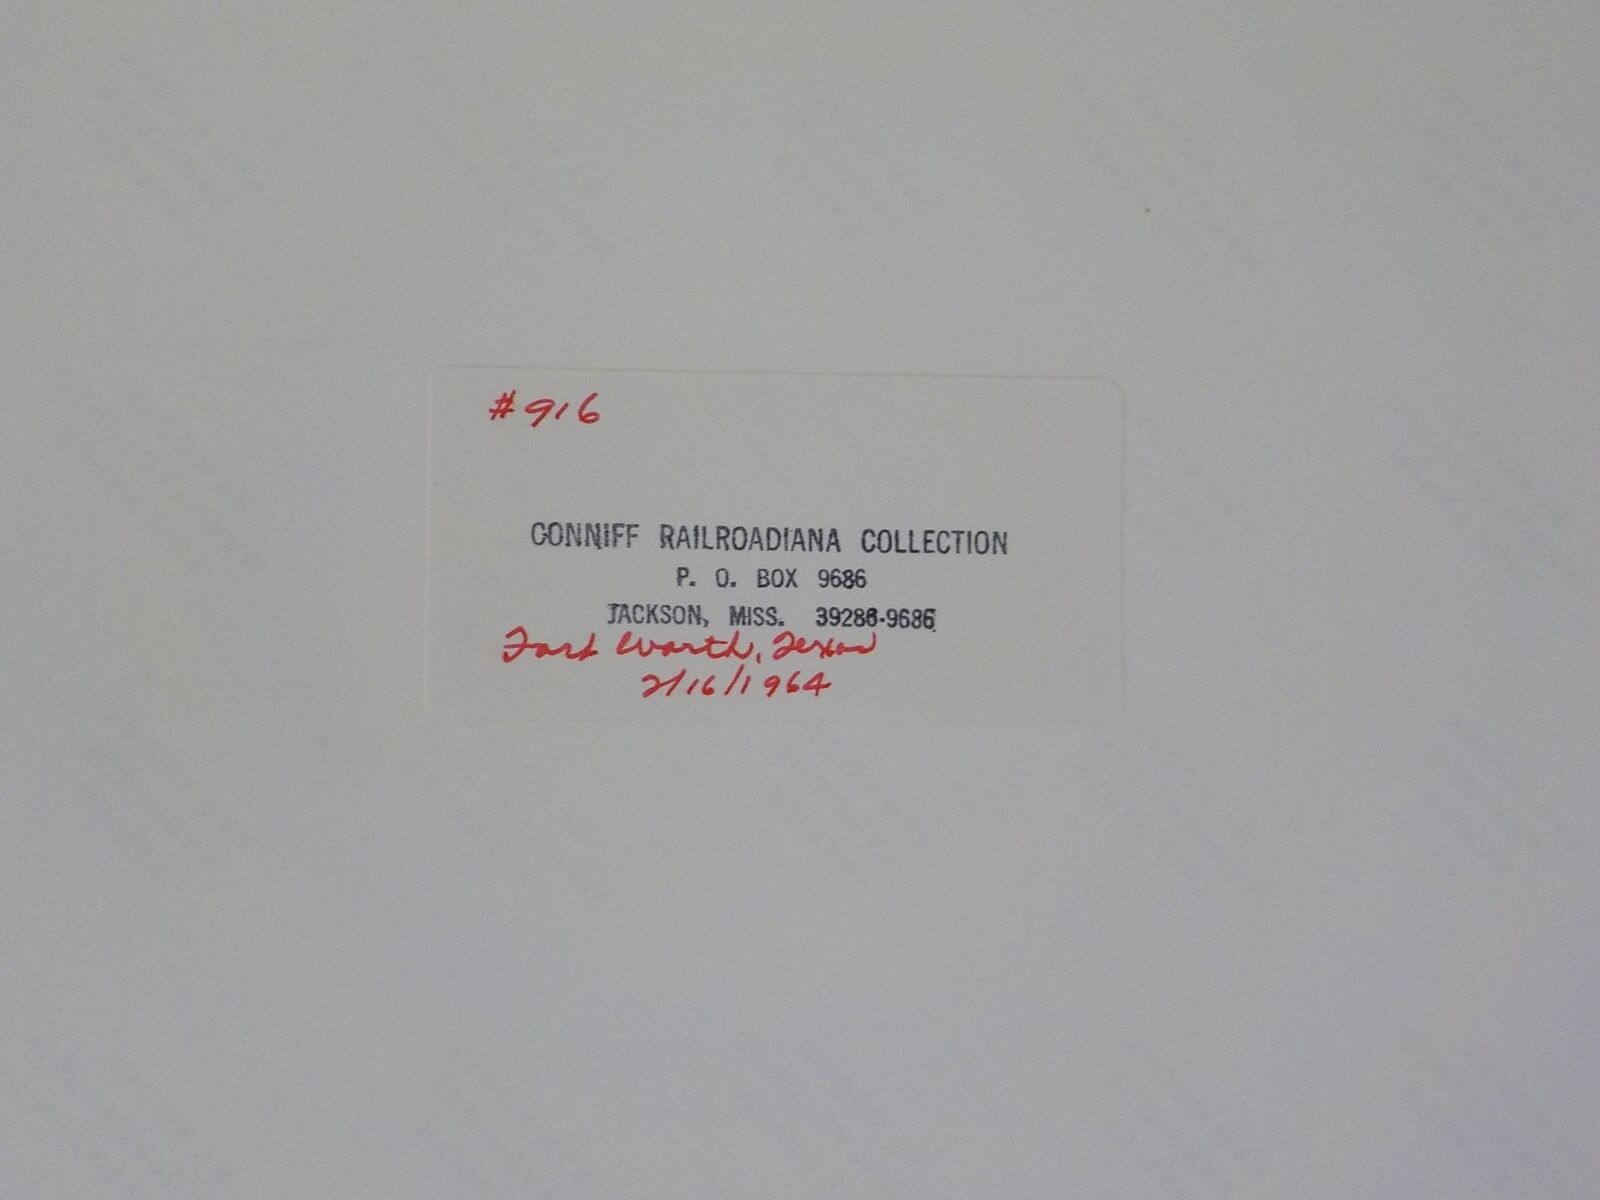 #916
CONNIFF RAILROADIANA COLLECTION
P. O. BOX 9686
JACKSON, MISS. 39286-9686
Fort Worth, Texas
2/16/1964